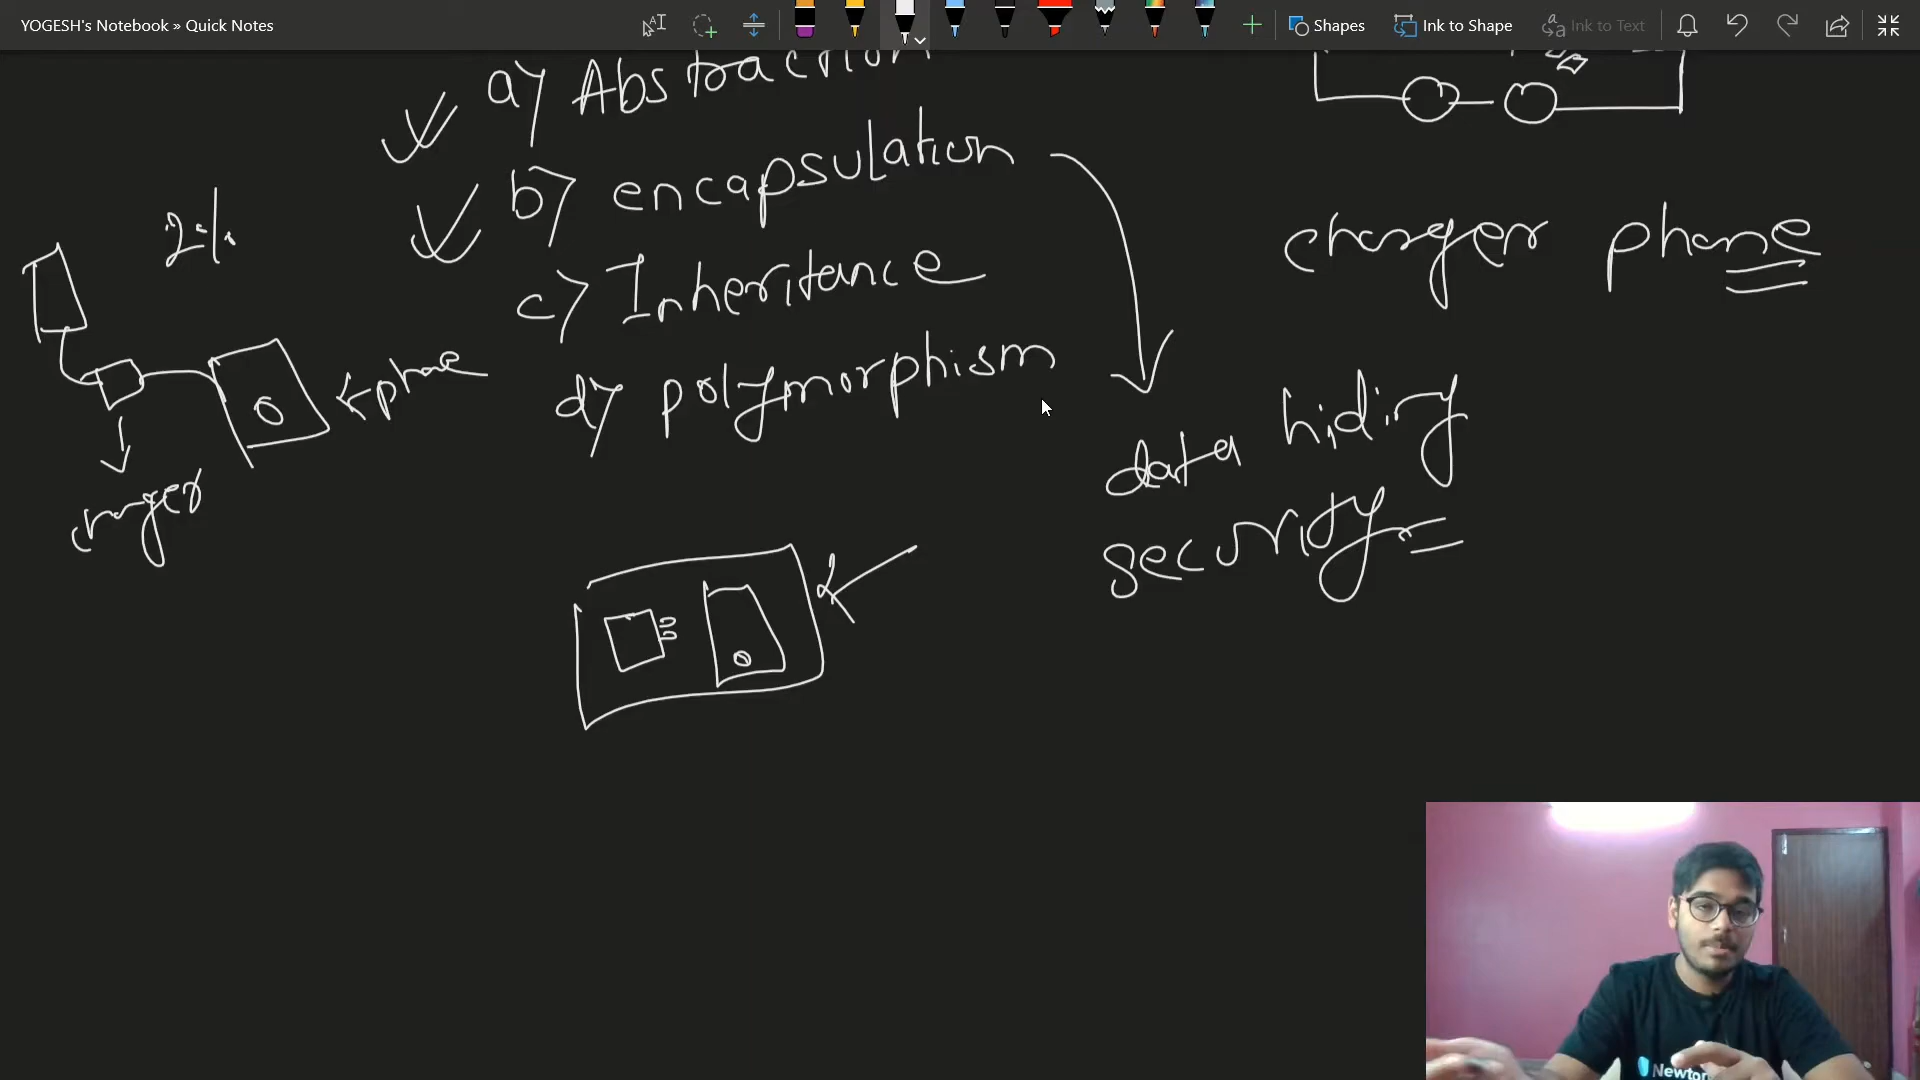 YOGESH's Notebook » Quick Notes
Shapes
Ink to Shape
Ink to Text
a) Abstraction
b) encapsulation
c) Inheritance
d) polymorphism
2%
charger phone
← phone
charger
data hiding
security
Newton